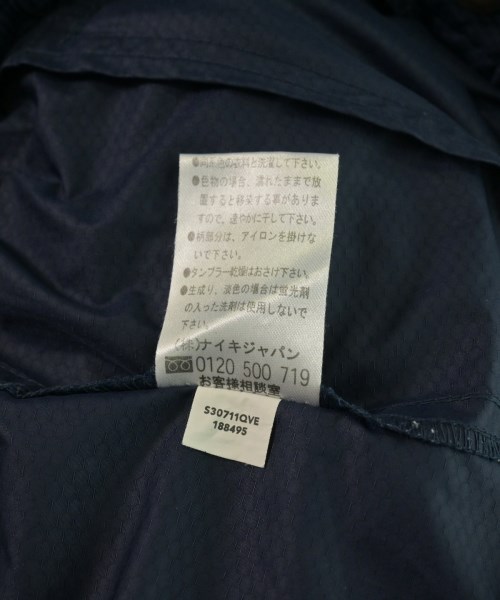 ●同系色の衣料と洗濯して下さい。
●色物の場合、濡れたままで放
置すると移染する事がありま
すので、速やかに干して下さい。
●柄部分は、アイロンを掛けな
いで下さい。
●タンブラー乾燥はおさけ下さい。
●生成り、淡色の場合は蛍光剤
の入った洗剤は使用しないで
下さい。
(株)ナイキジャパン
0120 500 719
お客様相談室
S30711QVE
188495